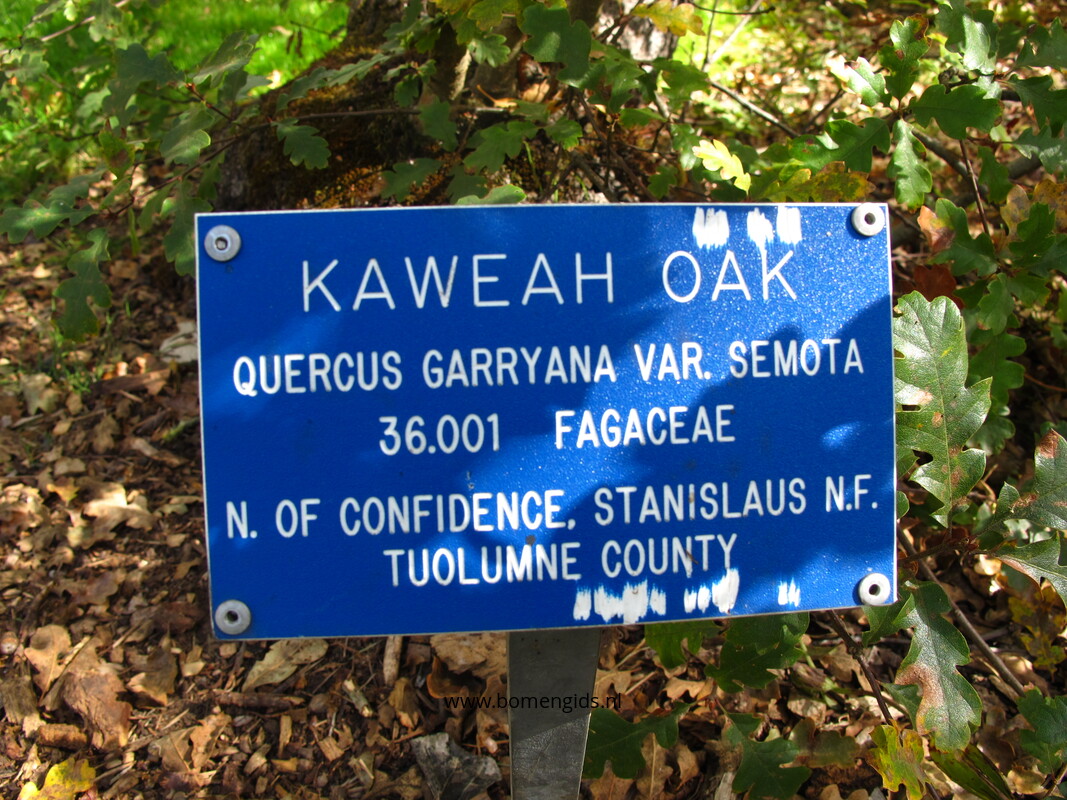 KAWEAH OAK
QUERCUS GARRYANA VAR. SEMOTA
36.001 FAGACEAE
N. OF CONFIDENCE, STANISLAUS N.F.
TUOLUMNE COUNTY
www.bomengids.nl